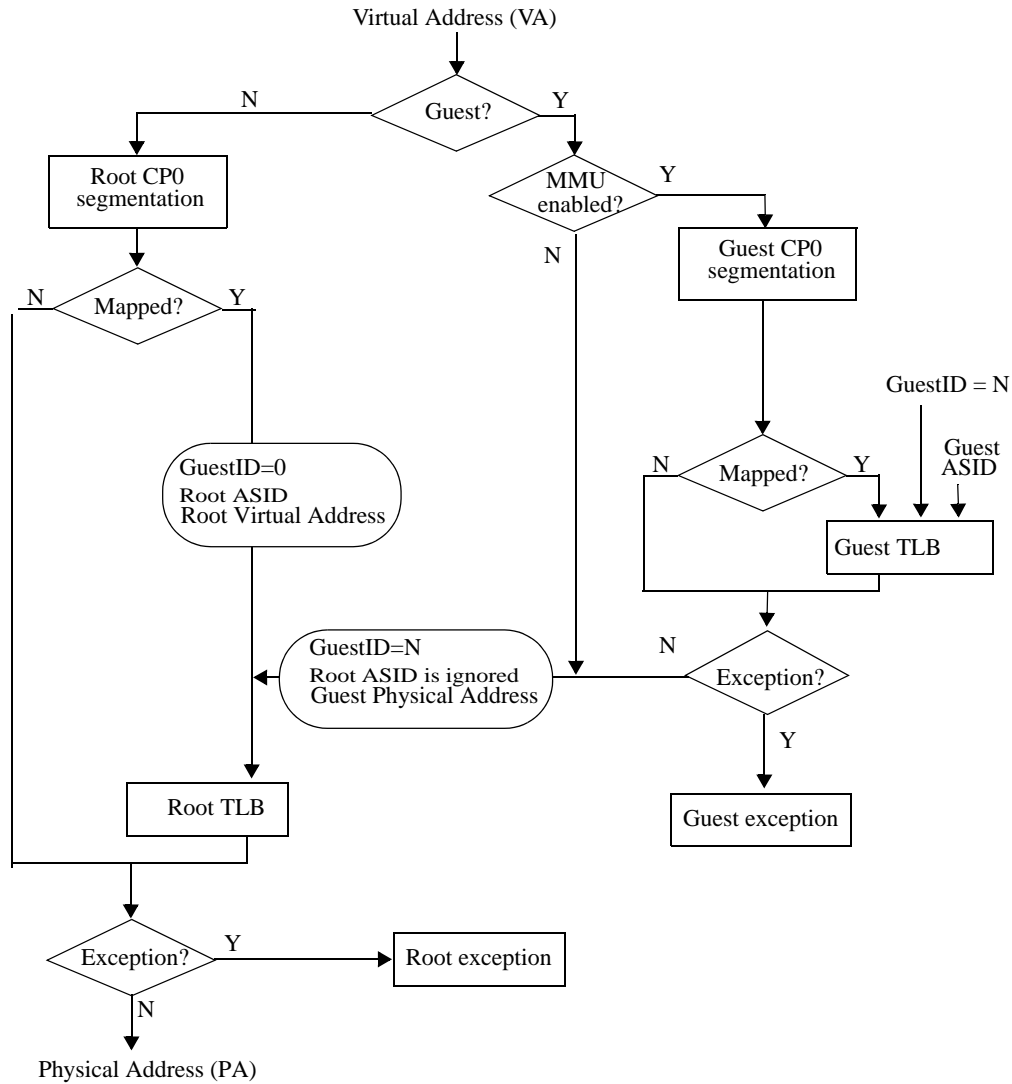 Virtual Address (VA)
Guest?
N
Y
Root CP0
segmentation
MMU
enabled?
Y
N
Guest CP0
segmentation
N
Mapped?
Y
GuestID = N
Guest
ASID
N
Mapped?
Y
GuestID=0
Root ASID
Root Virtual Address
Guest TLB
GuestID=N
Root ASID is ignored
Guest Physical Address
N
Exception?
Y
Root TLB
Guest exception
Exception?
Y
Root exception
N
Physical Address (PA)